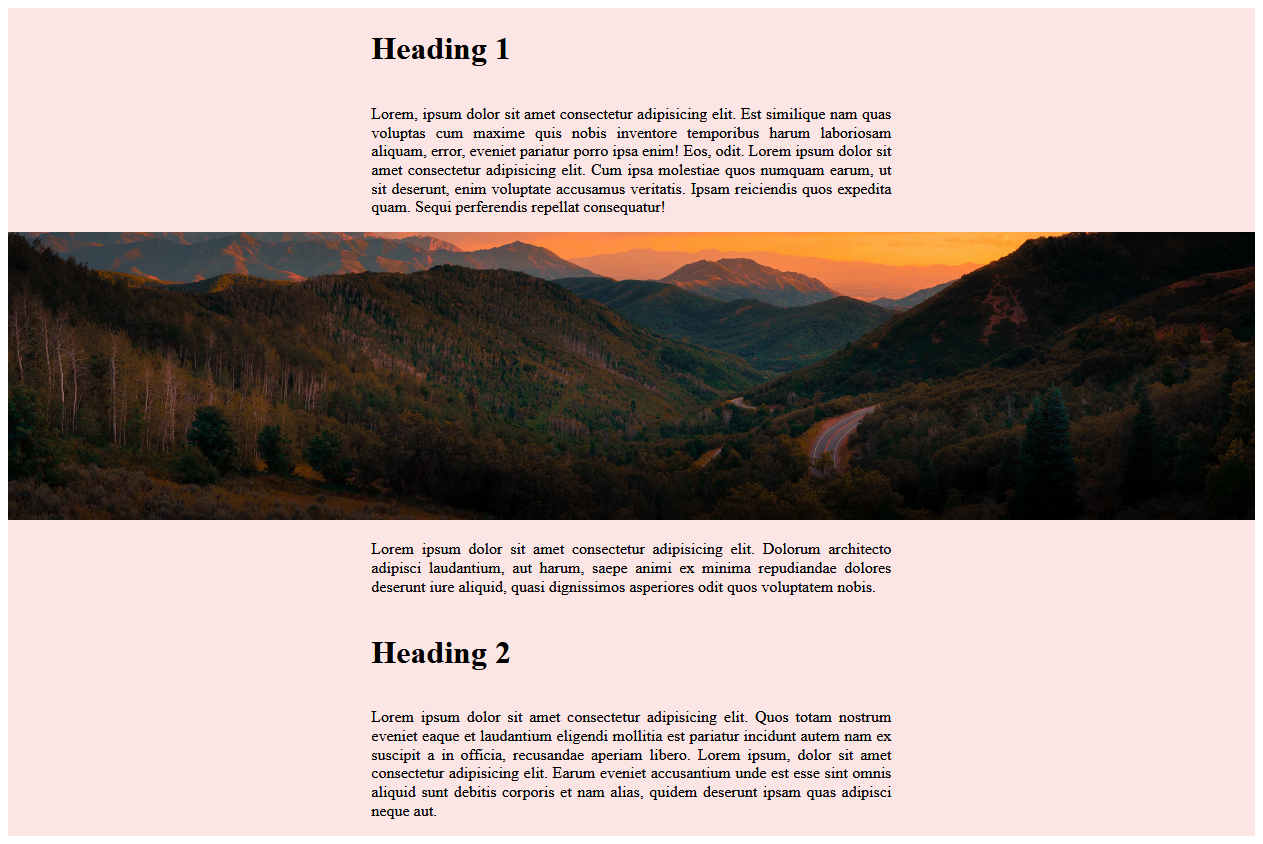 Heading 1
Lorem, ipsum dolor sit amet consectetur adipisicing elit. Est similique nam quas
voluptas cum maxime quis nobis inventore temporibus harum laboriosam
aliquam, error, eveniet pariatur porro ipsa enim! Eos, odit. Lorem ipsum dolor sit
amet consectetur adipisicing elit. Cum ipsa molestiae quos numquam earum, ut
sit deserunt, enim voluptate accusamus veritatis. Ipsam reiciendis quos expedita
quam. Sequi perferendis repellat consequatur!
Lorem ipsum dolor sit amet consectetur adipisicing elit. Dolorum architecto
adipisci laudantium, aut harum, saepe animi ex minima repudiandae dolores
deserunt iure aliquid, quasi dignissimos asperiores odit quos voluptatem nobis.
Heading 2
Lorem ipsum dolor sit amet consectetur adipisicing elit. Quos totam nostrum
eveniet eaque et laudantium eligendi mollitia est pariatur incidunt autem nam ex
suscipit a in officia, recusandae aperiam libero. Lorem ipsum, dolor sit amet
consectetur adipisicing elit. Earum eveniet accusantium unde est esse sint omnis
aliquid sunt debitis corporis et nam alias, quidem deserunt ipsam quas adipisci
neque aut.